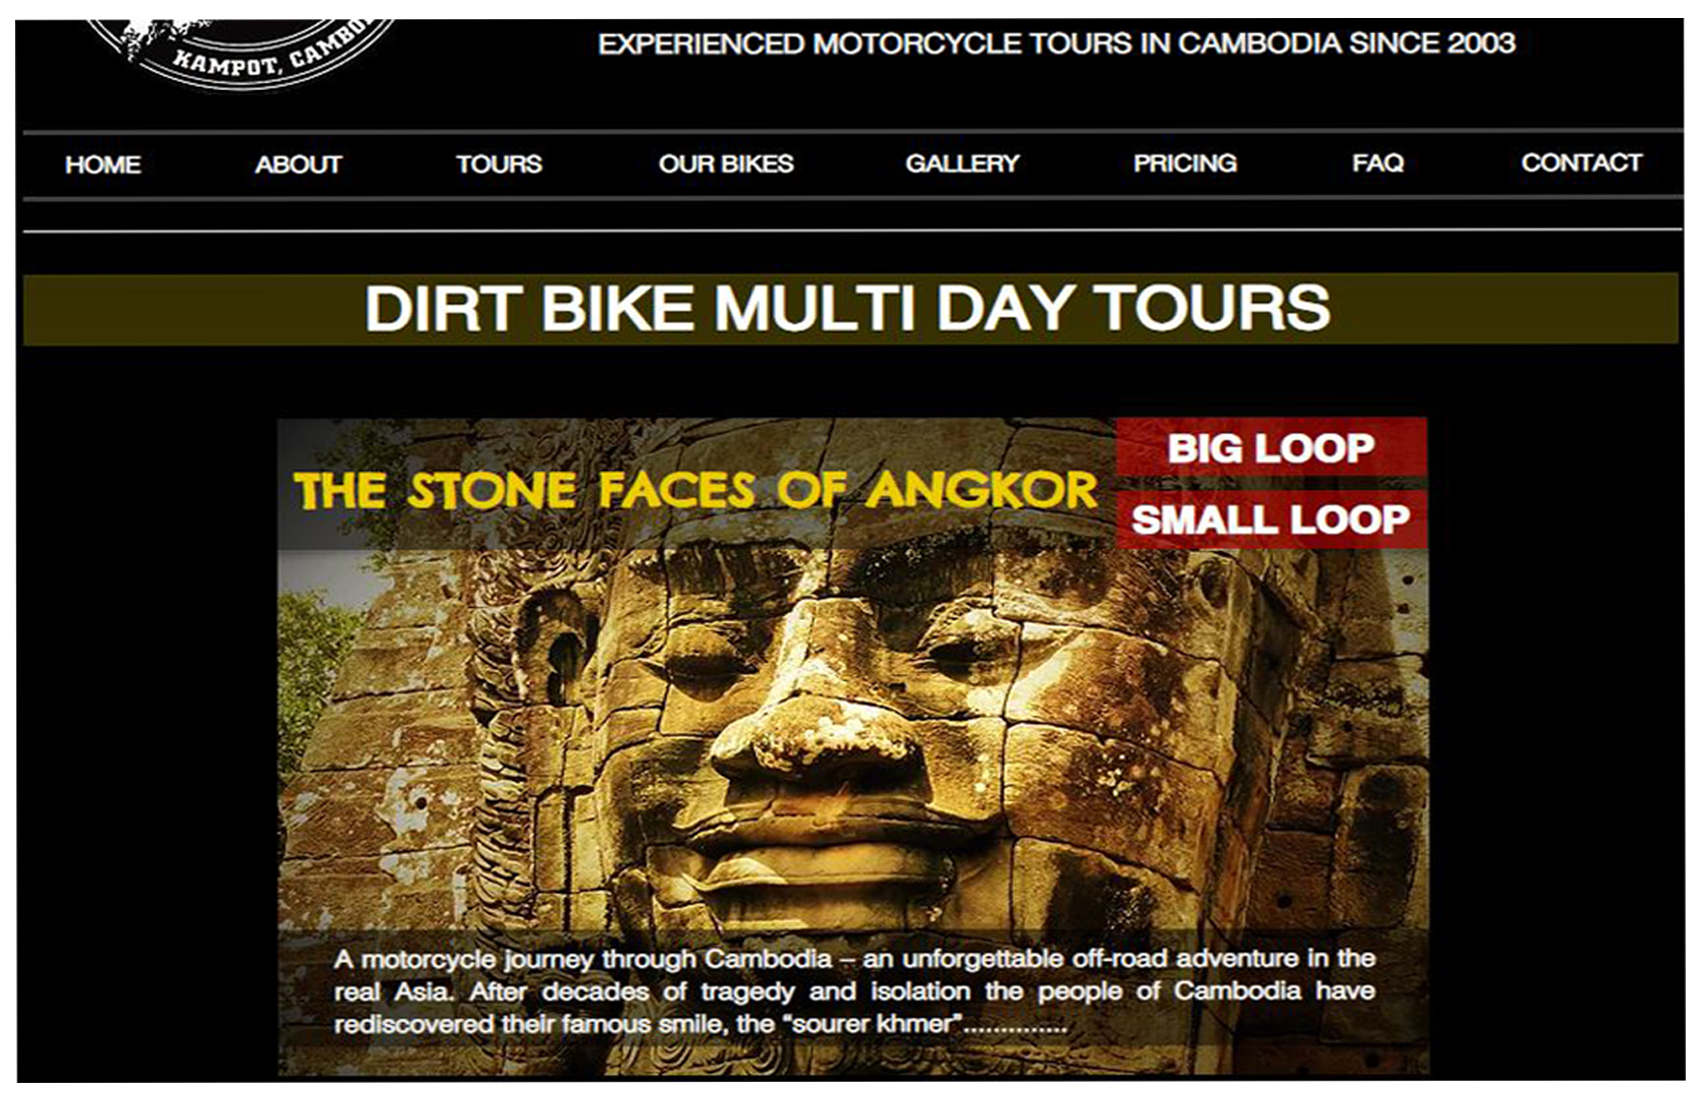 KAMPOT,
EXPERIENCED MOTORCYCLE TOURS IN CAMBODIA SINCE 2003
HOME ABOUT TOURS OUR BIKES GALLERY PRICING FAQ CONTACT
DIRT BIKE MULTI DAY TOURS
THE STONE FACES OF ANGKOR
BIG LOOP
SMALL LOOP
A motorcycle journey through Cambodia – an unforgettable off-road adventure in the
real Asia. After decades of tragedy and isolation the people of Cambodia have
rediscovered their famous smile, the “sourer khmer”..............